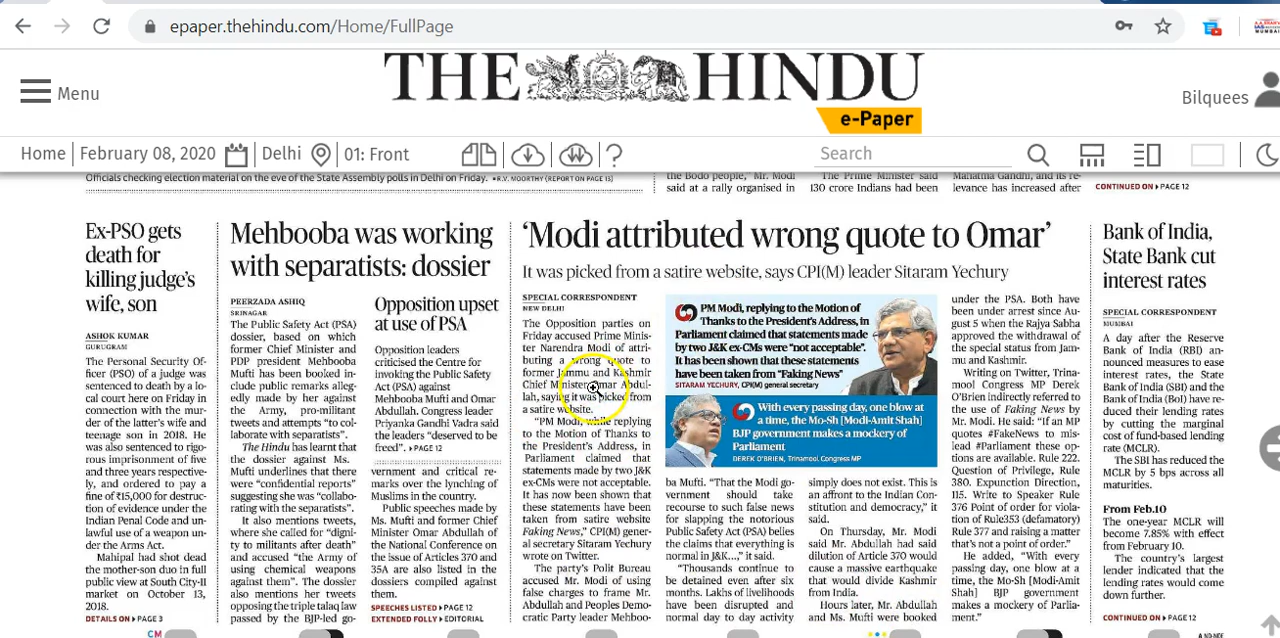 epaper.thehindu.com/Home/FullPage
Menu
THE HINDU
e-Paper
Bilquees
Home
February 08, 2020
Delhi
01: Front
?
Search
Officials checking election material on the eve of the State Assembly polls in Delhi on Friday. •R.V. MOORTHY (REPORT ON PAGE 13)
the Bodo people," Mr. Modi
said at a rally organised in
The Prime Minister said
130 crore Indians had been
Mahatma Gandhi, and its re-
levance has increased after
CONTINUED ON PAGE 12
Ex-PSO gets
death for
killing judge's
wife, son
ASHOK KUMAR
GURUGRAM
The Personal Security Of-
ficer (PSO) of a judge was
sentenced to death by a lo-
cal court here on Friday in
connection with the mur-
der of the latter's wife and
teenage son in 2018. He
was also sentenced to rigo-
rous imprisonment of five
and three years respective-
ly, and ordered to pay a
fine of ₹15,000 for destruc-
tion of evidence under the
Indian Penal Code and un-
lawful use of a weapon un-
der the Arms Act.
Mahipal had shot dead
the mother-son duo in full
public view at South City-II
market on October 13,
2018.
DETAILS ON PAGE 3
Mehbooba was working
with separatists: dossier
PEERZADA ASHIQ
SRINAGAR
The Public Safety Act (PSA)
dossier, based on which
former Chief Minister and
PDP president Mehbooba
Mufti has been booked in-
clude public remarks alleg-
edly made by her against
the Army, pro-militant
tweets and attempts "to col-
laborate with separatists".
The Hindu has learnt that
the dossier against Ms.
Mufti underlines that there
were "confidential reports"
suggesting she was "collabo-
rating with the separatists".
It also mentions tweets,
where she called for "digni-
ty to militants after death"
and accused "the Army of
using chemical weapons
against them". The dossier
also mentions her tweets
opposing the triple talaq law
passed by the BJP-led go-
Opposition upset
at use of PSA
Opposition leaders
criticised the Centre for
invoking the Public Safety
Act (PSA) against
Mehbooba Mufti and Omar
Abdullah. Congress leader
Priyanka Gandhi Vadra said
the leaders "deserved to be
freed". PAGE 12
vernment and critical re-
marks over the lynching of
Muslims in the country.
Public speeches made by
Ms. Mufti and former Chief
Minister Omar Abdullah of
the National Conference on
the issue of Articles 370 and
35A are also listed in the
dossiers compiled against
them.
SPEECHES LISTED PAGE 12
EXTENDED FOLLY EDITORIAL
'Modi attributed wrong quote to Omar'
It was picked from a satire website, says CPI(M) leader Sitaram Yechury
SPECIAL CORRESPONDENT
NEW DELHI
The Opposition parties on
Friday accused Prime Minis-
ter Narendra Modi of attri-
buting a wrong quote to
former Jammu and Kashmir
Chief Minister Omar Abdul-
lah, saying it was picked from
a satire website.
"PM Modi, while replying
to the Motion of Thanks to
the President's Address, in
Parliament claimed that
statements made by two J&K
ex-CMs were not acceptable.
It has now been shown that
these statements have been
taken from satire website
Faking News," CPI(M) gener-
al secretary Sitaram Yechury
wrote on Twitter.
The party's Polit Bureau
accused Mr. Modi of using
false charges to frame Mr.
Abdullah and Peoples Demo-
cratic Party leader Mehboo-
PM Modi, replying to the Motion of
Thanks to the President's Address, in
Parliament claimed that statements made
by two J&K ex-CMs were "not acceptable".
It has been shown that these statements
have been taken from "Faking News"
SITARAM YECHURY, CPI(M) general secretary
With every passing day, one blow at
a time, the Mo-Sh [Modi-Amit Shah]
BJP government makes a mockery of
Parliament
DEREK O'BRIEN, Trinamool Congress MP
ba Mufti. "That the Modi go-
vernment should take
recourse to such false news
for slapping the notorious
Public Safety Act (PSA) belies
the claims that everything is
normal in J&K...," it said.
"Thousands continue to
be detained even after six
months. Lakhs of livelihoods
have been disrupted and
normal day to day activity
simply does not exist. This is
an affront to the Indian Con-
stitution and democracy," it
said.
On Thursday, Mr. Modi
said Mr. Abdullah had said
dilution of Article 370 would
cause a massive earthquake
that would divide Kashmir
from India.
Hours later, Mr. Abdullah
and Ms. Mufti were booked
under the PSA. Both have
been under arrest since Au-
gust 5 when the Rajya Sabha
approved the withdrawal of
the special status from Jam-
mu and Kashmir.
Writing on Twitter, Trina-
mool Congress MP Derek
O'Brien indirectly referred to
the use of Faking News by
Mr. Modi. He said: "If an MP
quotes #FakeNews to mis-
lead #Parliament these op-
tions are available. Rule 222.
Question of Privilege, Rule
380. Expunction Direction,
115. Write to Speaker Rule
376 Point of order for viola-
tion of Rule353 (defamatory)
Rule 377 and raising a matter
that's not a point of order."
He added, "With every
passing day, one blow at a
time, the Mo-Sh [Modi-Amit
Shah] BJP government
makes a mockery of Parlia-
ment."
Bank of India,
State Bank cut
interest rates
SPECIAL CORRESPONDENT
MUMBAI
A day after the Reserve
Bank of India (RBI) an-
nounced measures to ease
interest rates, the State
Bank of India (SBI) and the
Bank of India (BoI) have re-
duced their lending rates
by cutting the marginal
cost of fund-based lending
rate (MCLR).
The SBI has reduced the
MCLR by 5 bps across all
maturities.
From Feb.10
The one-year MCLR will
become 7.85% with effect
from February 10.
The country's largest
lender indicated that the
lending rates would come
down further.
CONTINUED ON PAGE 12
CM